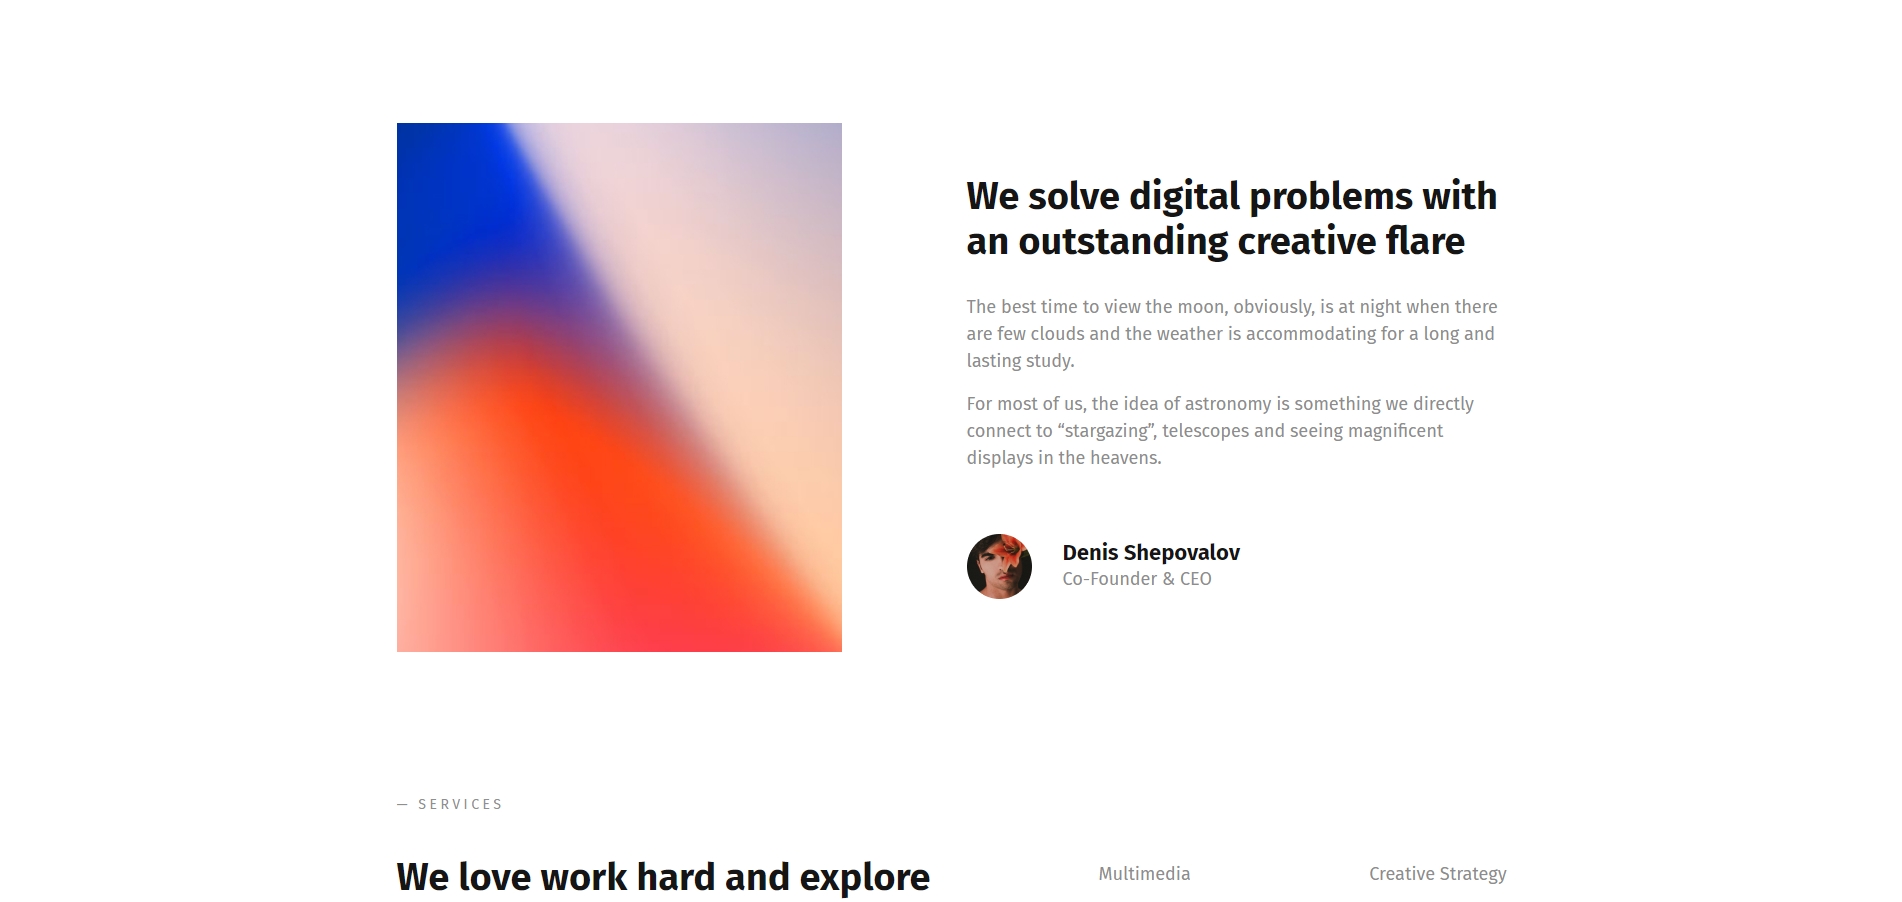 We solve digital problems with
an outstanding creative flare
The best time to view the moon, obviously, is at night when there
are few clouds and the weather is accommodating for a long and
lasting study.
For most of us, the idea of astronomy is something we directly
connect to “stargazing”, telescopes and seeing magnificent
displays in the heavens.
Denis Shepovalov
Co-Founder & CEO
— SERVICES
We love work hard and explore
Multimedia
Creative Strategy